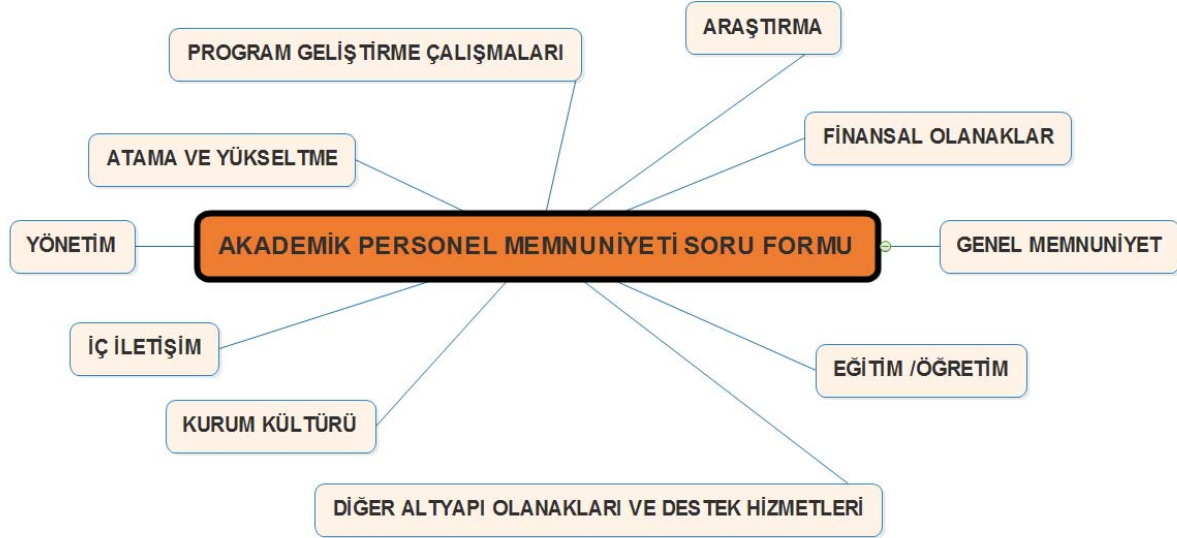 ARAŞTIRMA
PROGRAM GELİŞTİRME ÇALIŞMALARI
FİNANSAL OLANAKLAR
ATAMA VE YÜKSELTME
YÖNETİM
AKADEMİK PERSONEL MEMNUNİYETİ SORU FORMU
GENEL MEMNUNİYET
İÇ İLETİŞİM
EĞİTİM /ÖĞRETİM
KURUM KÜLTÜRÜ
DİĞER ALTYAPI OLANAKLARI VE DESTEK HİZMETLERİ